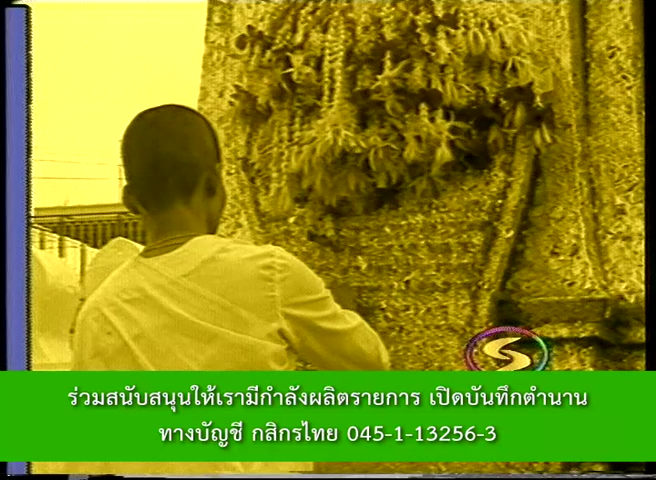 ร่วมสนับสนุนให้เรามีกำลังผลิตรายการ เปิดบันทึกตำนาน
ทางบัญชี กสิกรไทย 045-1-13256-3
S